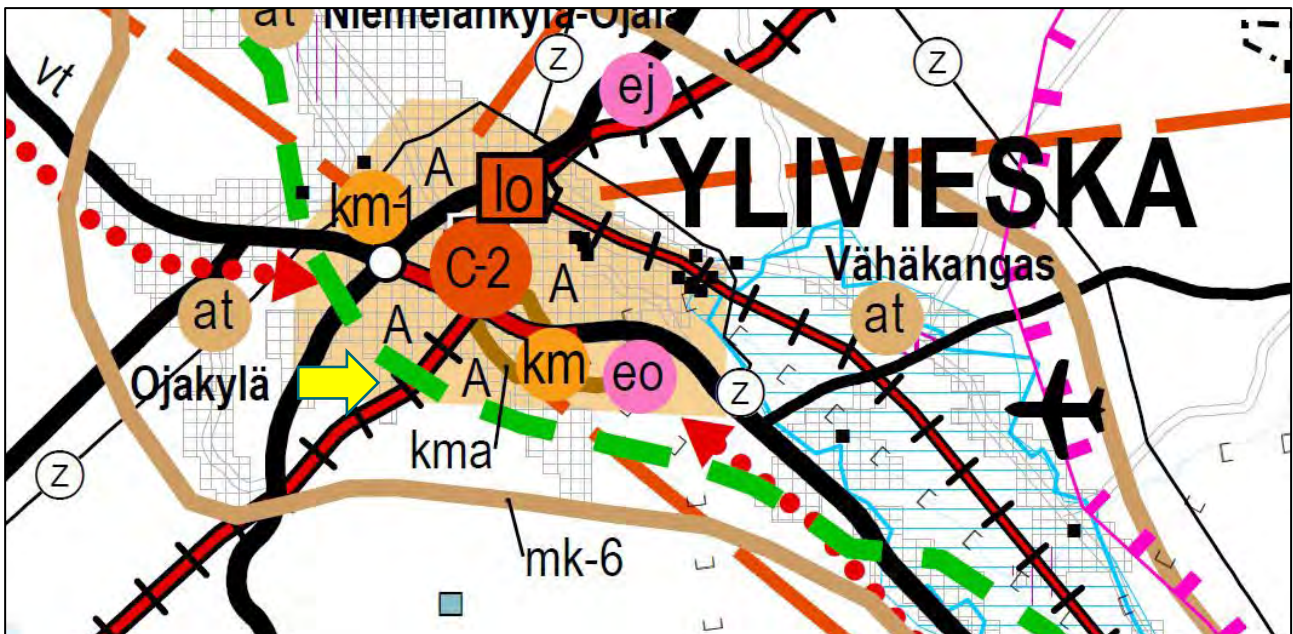 at
Niemelänkylä-Ojala
z
z
vt
ej
A
lo
YLIVIESKA
km-1
C-2
Vähäkangas
A
at
at
A
Ojakylä
A
km
eo
z
kma
z
mk-6